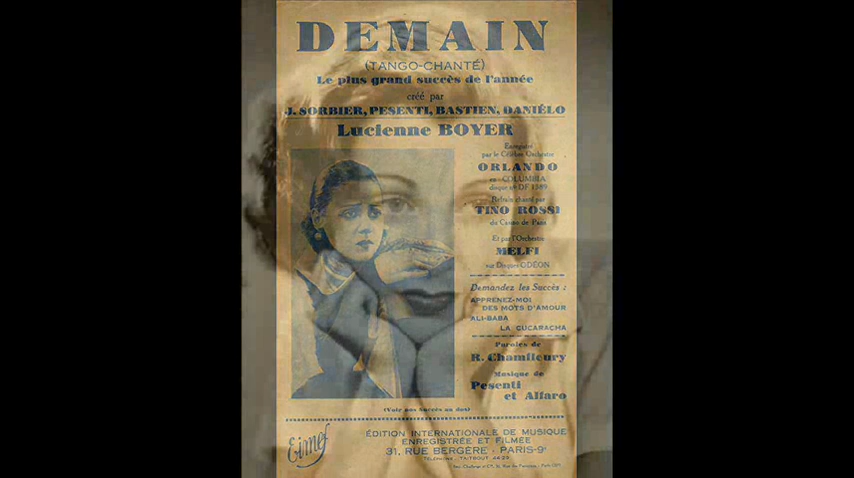 DEMAIN
(TANGO-CHANTÉ)
Le plus grand succès de l'année
créé par
J. SORBIER, PESENTI, BASTIEN, DANIÉLO
Lucienne BOYER
Enregistré
par le Célèbre Orchestre
ORLANDO
sur COLUMBIA
disque DF 1589
Refrain chanté par
TINO ROSSI
du Casino de Paris
Et par l'Orchestre
MELFI
sur Disques ODÉON
Demandez les Succès :
APPRENEZ-MOI
DES MOTS D'AMOUR
ALI-BABA
LA CUCARACHA
Paroles de
R. Chamfleury
Musique de
Pesenti
et Alfaro
(Voir nos Succès au dos)
Eimef
ÉDITION INTERNATIONALE DE MUSIQUE
ENREGISTRÉE ET FILMÉE
31, RUE BERGÈRE, PARIS-9e
TÉLÉPHONE : TAITBOUT 44-29